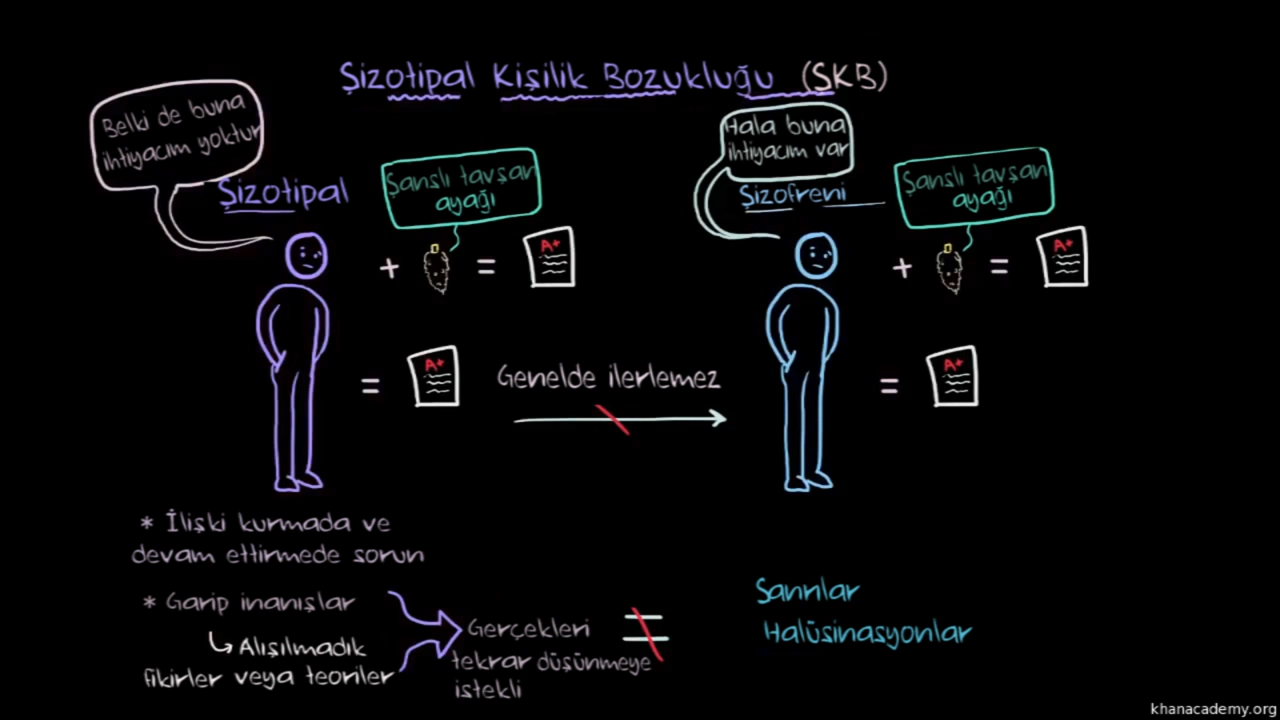 Şizotipal Kişilik Bozukluğu (ŞKB)
Belki de buna
ihtiyacım yoktur
Şizotipal
Şanslı tavşan
ayağı
A+
A+
Genelde ilerlemez
Hala buna
ihtiyacım var
Şizofreni
Şanslı tavşan
ayağı
A+
A+
* İlişki kurmada ve
devam ettirmede sorun
* Garip inanışlar
Alışılmadık
fikirler veya teoriler
Gerçekleri
tekrar düşünmeye
istekli
Sanrılar
Halüsinasyonlar
khanacademy.org